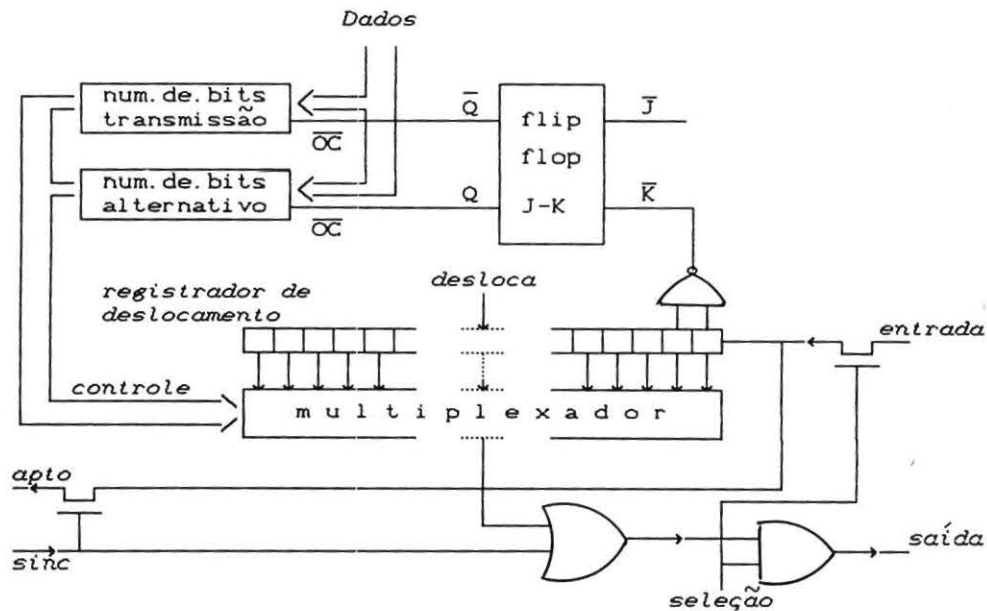 Dados
num.de.bits
transmissão
OC
Q
flip
flop
J-K
J
num.de.bits
alternativo
OC
Q
K
registrador de
deslocamento
desloca
entrada
controle
multiplexador
apto
sinc
saída
seleção